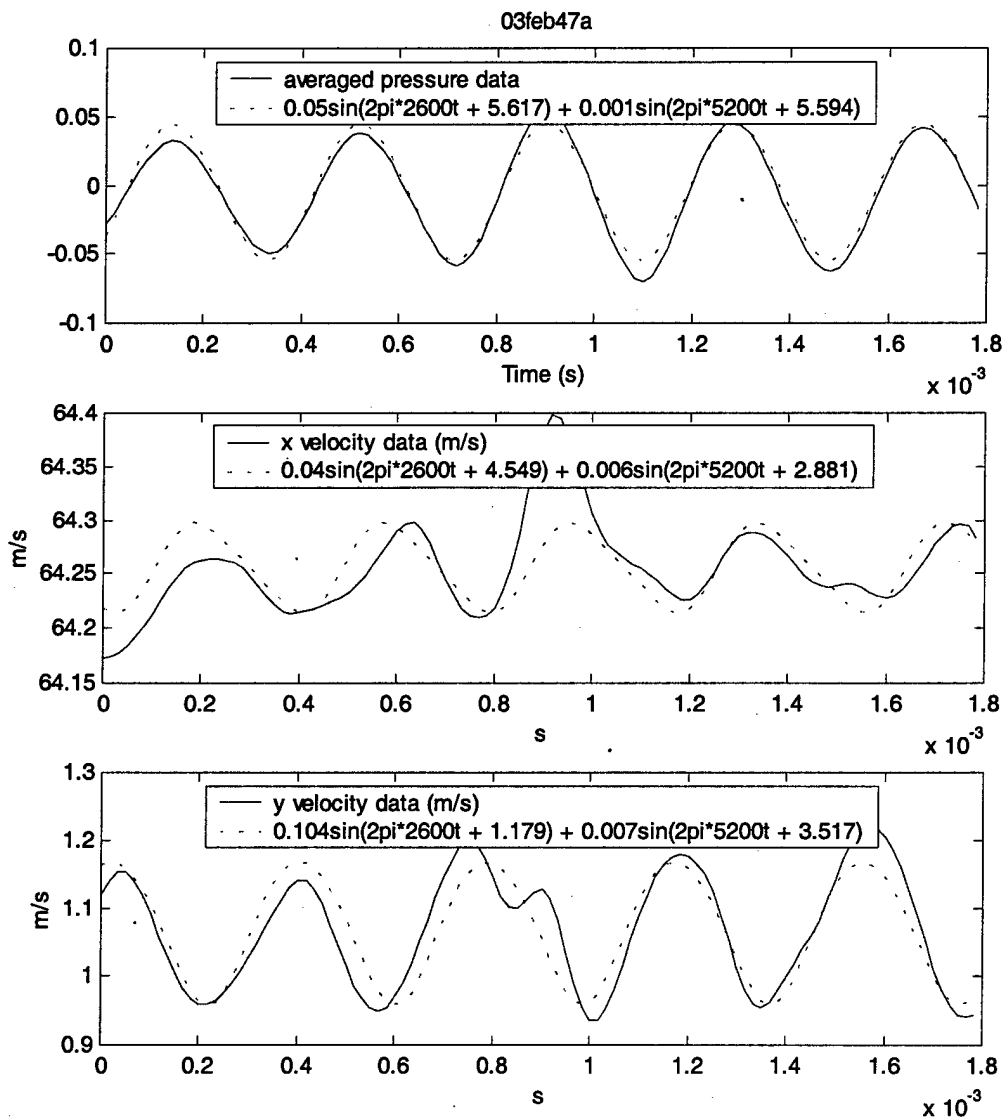 03feb47a
0.1
0.05
0
-0.05
-0.1
averaged pressure data
0.05sin(2pi*2600t + 5.617) + 0.001sin(2pi*5200t + 5.594)
0 0.2 0.4 0.6 0.8 1 1.2 1.4 1.6 1.8
Time (s)
x 10-3
64.4
64.35
64.3
64.25
64.2
64.15
m/s
x velocity data (m/s)
0.04sin(2pi*2600t + 4.549) + 0.006sin(2pi*5200t + 2.881)
0 0.2 0.4 0.6 0.8 1 1.2 1.4 1.6 1.8
s
x 10-3
1.3
1.2
1.1
1
0.9
m/s
y velocity data (m/s)
0.104sin(2pi*2600t + 1.179) + 0.007sin(2pi*5200t + 3.517)
0 0.2 0.4 0.6 0.8 1 1.2 1.4 1.6 1.8
s
x 10-3